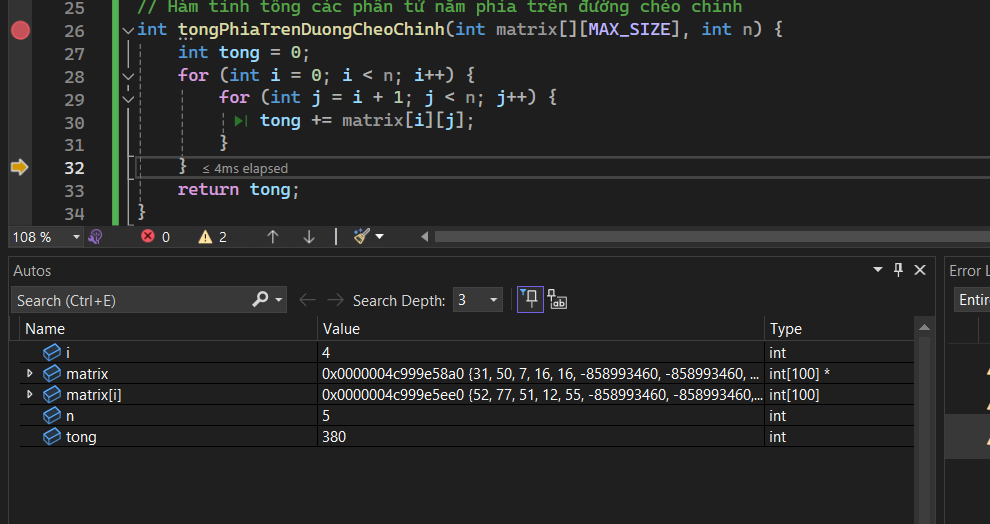 25 // Hàm tính tổng các phần tử nằm phía trên đường chéo chính
26 int tongPhiaTrenDuongCheoChinh(int matrix[][MAX_SIZE], int n) {
27 int tong = 0;
28 for (int i = 0; i < n; i++) {
29 for (int j = i + 1; j < n; j++) {
30 tong += matrix[i][j];
31 }
32 } ≤ 4ms elapsed
33 return tong;
34 }
108 % 0 2
Autos
Error L
Search (Ctrl+E) Search Depth: 3
Entir
Name Value Type
i 4 int
matrix 0x0000004c999e58a0 {31, 50, 7, 16, 16, -858993460, -858993460, ... int[100] *
matrix[i] 0x0000004c999e5ee0 {52, 77, 51, 12, 55, -858993460, -858993460,... int[100]
n 5 int
tong 380 int